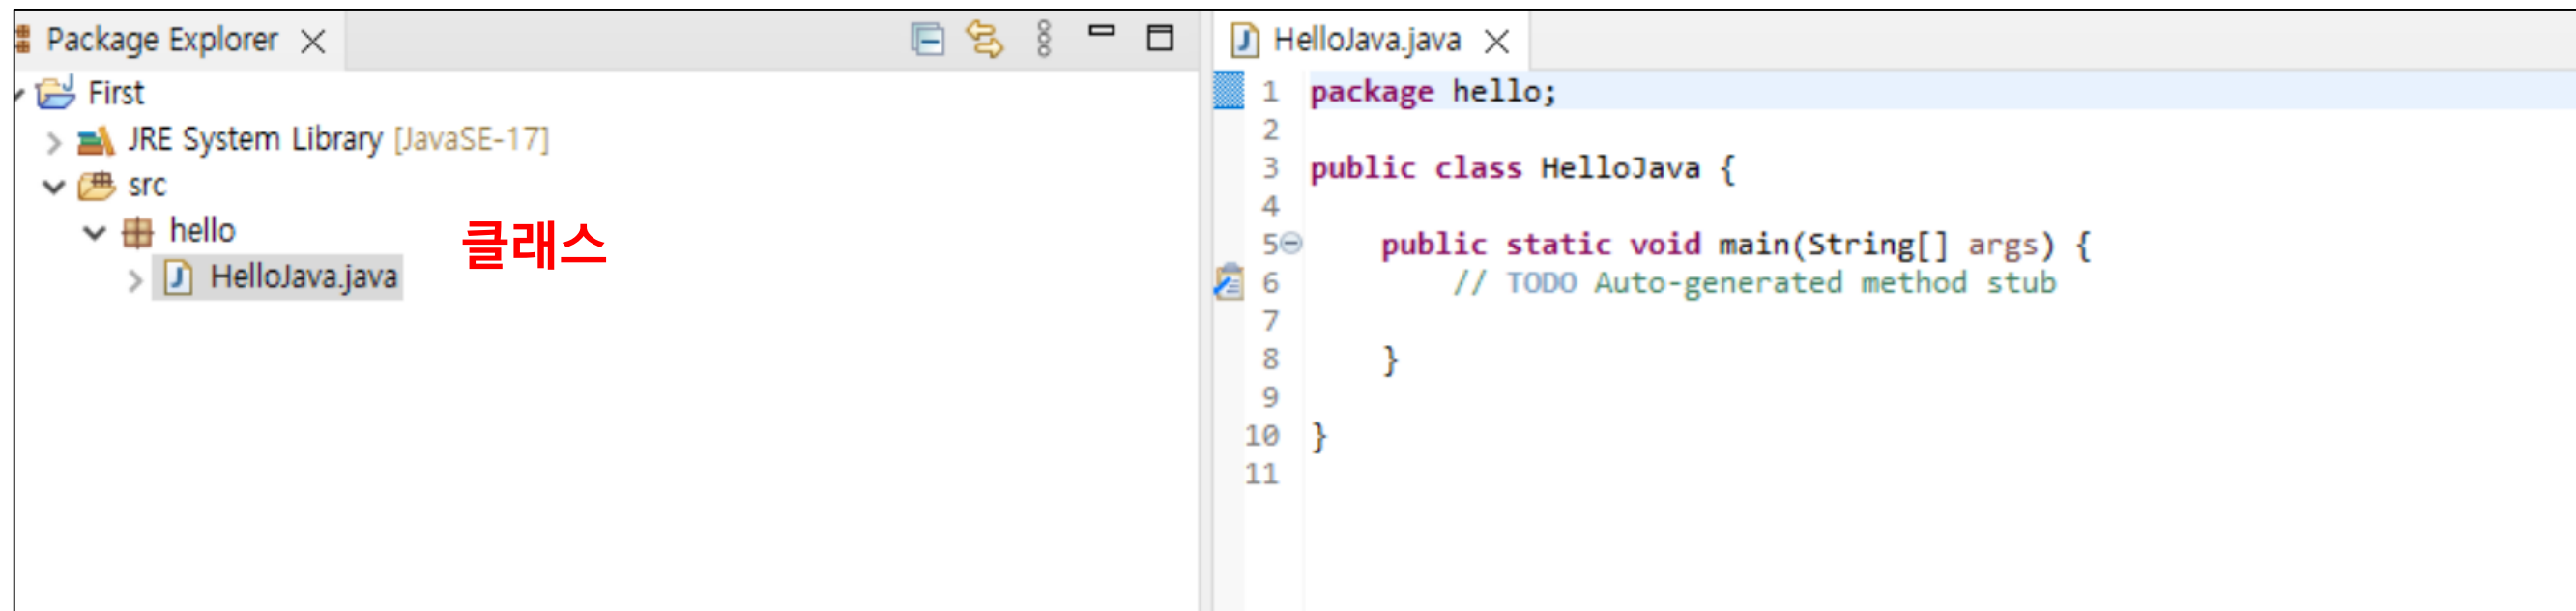 Package Explorer
First
JRE System Library [JavaSE-17]
src
hello
클래스
HelloJava.java
HelloJava.java
1 package hello;
2
3 public class HelloJava {
4
5 public static void main(String[] args) {
6 // TODO Auto-generated method stub
7
8 }
9
10 }
11